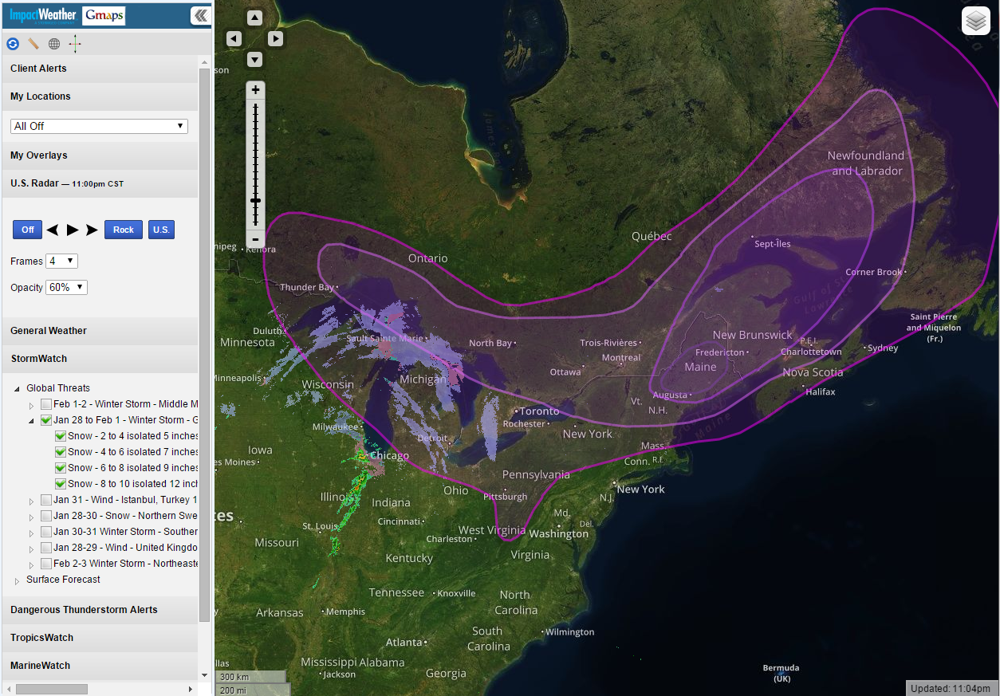 ImpactWeather Gmaps
Client Alerts
My Locations
All Off
My Overlays
U.S. Radar — 11:00pm CST
Off Rock U.S.
Frames 4
Opacity 60%
General Weather
StormWatch
Global Threats
Feb 1-2 - Winter Storm - Middle M
Jan 28 to Feb 1 - Winter Storm - G
Snow - 2 to 4 isolated 5 inches
Snow - 4 to 6 isolated 7 inches
Snow - 6 to 8 isolated 9 inches
Snow - 8 to 10 isolated 12 inch
Jan 31 - Wind - Istanbul, Turkey 1
Jan 28-30 - Snow - Northern Swe
Jan 30-31 Winter Storm - Souther
Jan 28-29 - Wind - United Kingdo
Feb 2-3 Winter Storm - Northeaste
Surface Forecast
Dangerous Thunderstorm Alerts
TropicsWatch
MarineWatch
son
+
-
James
Newfoundland
and Labrador
Québec
Sept-Îles
nipeg
Kenora
Ontario
Corner Brook
Thunder Bay
Gulf of St
Lawrence
Saint Pierre
and Miquelon
(Fr.)
Duluth
Minnesota
Sault Sainte Marie
North Bay
Trois-Rivières
New Brunswick
P.E.I.
Charlottetown
Sydney
Montreal
Fredericton
Ottawa
Maine
Nova Scotia
Minneapolis
Wisconsin
Michigan
Augusta
Halifax
Vt.
N.H.
Toronto
Rochester
Milwaukee
New York
Maine
Detroit
Mass.
Iowa
Chicago
Conn.
R.I.
es Moines
Pennsylvania
Ohio
Pittsburgh
New York
N.J.
Illinois
Indiana
tes
Md.
Del.
Cincinnati
St. Louis
West Virginia
Washington
Charleston
Missouri
Virginia
Kentucky
Tennessee
Knoxville
North
Carolina
Arkansas
Memphis
South
Carolina
Wilmington
Atlanta
llas
Mississippi
Alabama
Jackson
Georgia
Bermuda
(UK)
300 km
200 mi
Updated: 11:04pm